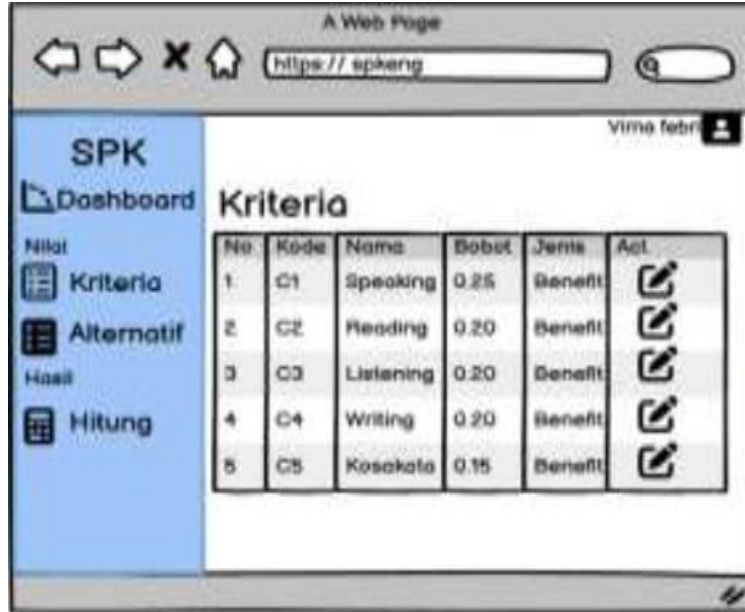 A Web Page
https:// spkeng
Virna febri
SPK
Dashboard
Nilai
Kriteria
Alternatif
Hasil
Hitung
Kriteria
No Kode Nama Bobot Jenis Act
1 C1 Speaking 0.25 Benefit
2 C2 Reading 0.20 Benefit
3 C3 Listening 0.20 Benefit
4 C4 Writing 0.20 Benefit
5 C5 Kosakata 0.15 Benefit